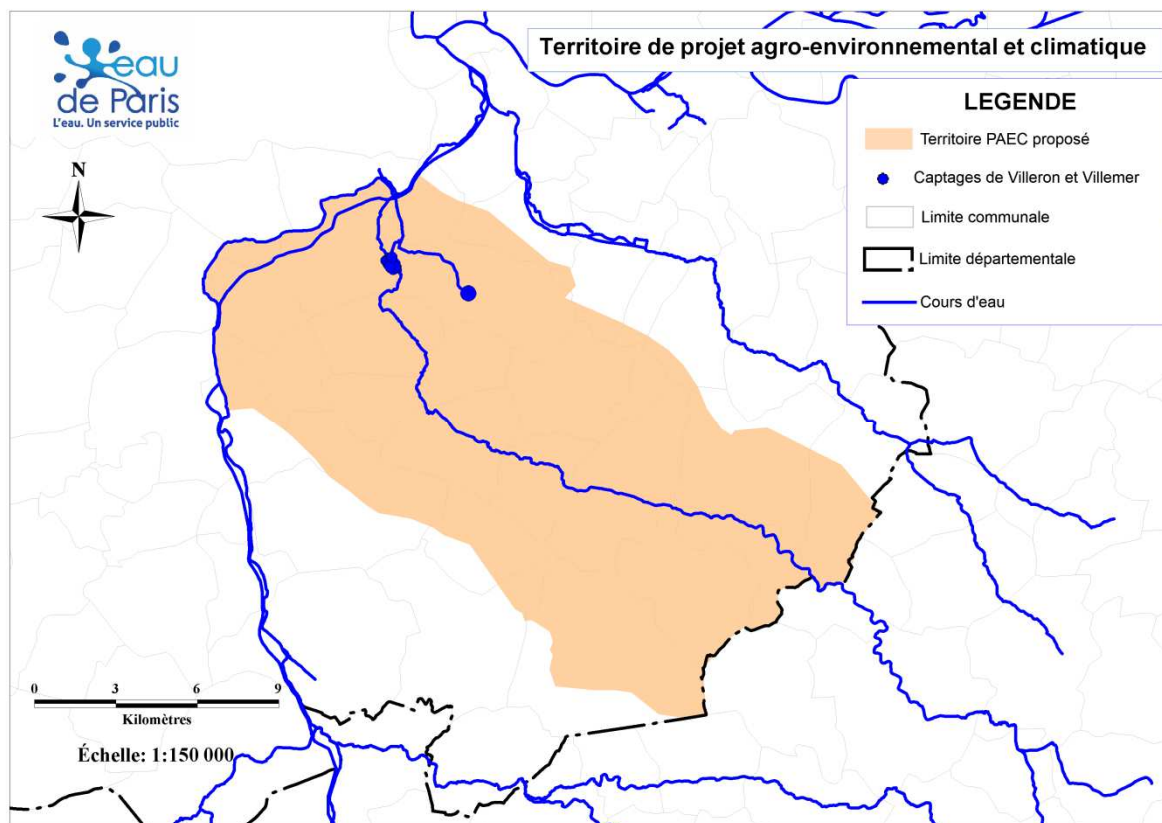 eau
de Paris
L'eau. Un service public
Territoire de projet agro-environnemental et climatique
LEGENDE
Territoire PAEC proposé
Captages de Villeron et Villemer
Limite communale
Limite départementale
Cours d'eau
N
0 3 6 9
Kilomètres
Échelle: 1:150 000